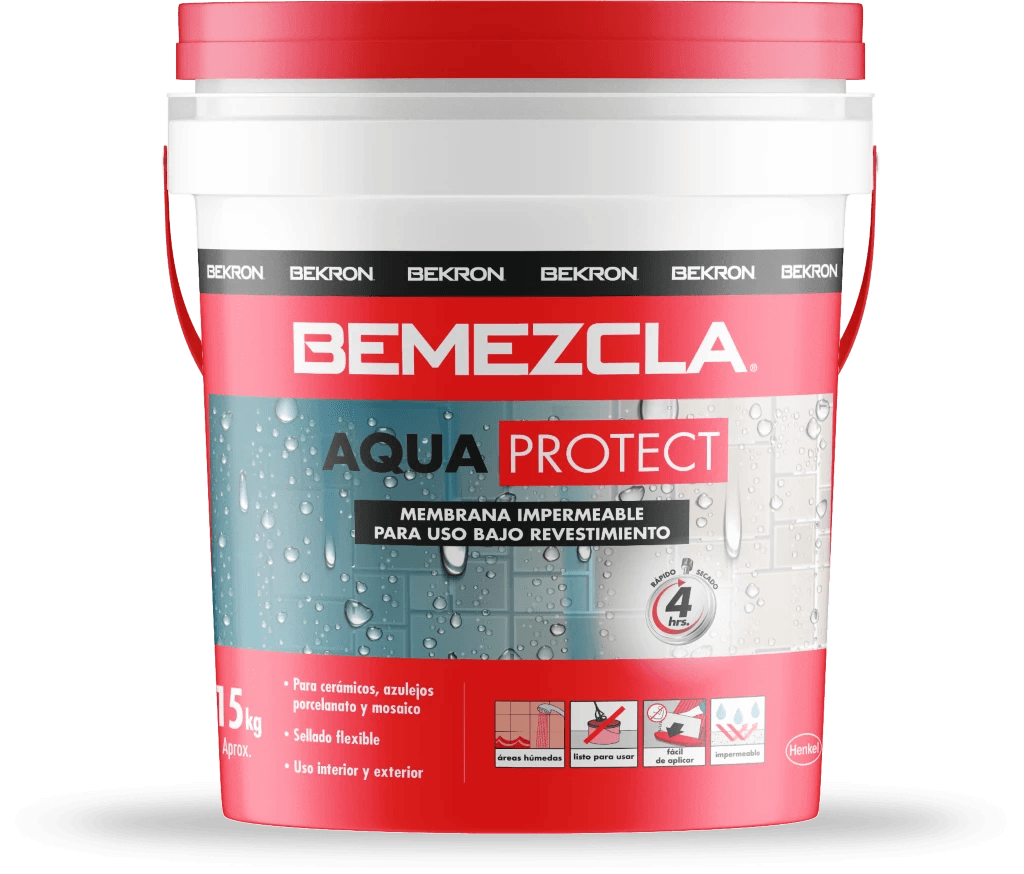 BEKRON BEKRON BEKRON BEKRON BEKRON BEKRON
BEMEZCLA®
AQUA PROTECT
MEMBRANA IMPERMEABLE
PARA USO BAJO REVESTIMIENTO
RÁPIDO SECADO
4
hrs.
15 kg
Aprox.
• Para cerámicos, azulejos
porcelanato y mosaico
• Sellado flexible
• Uso interior y exterior
áreas húmedas
listo para usar
fácil
de aplicar
impermeable
Henkel